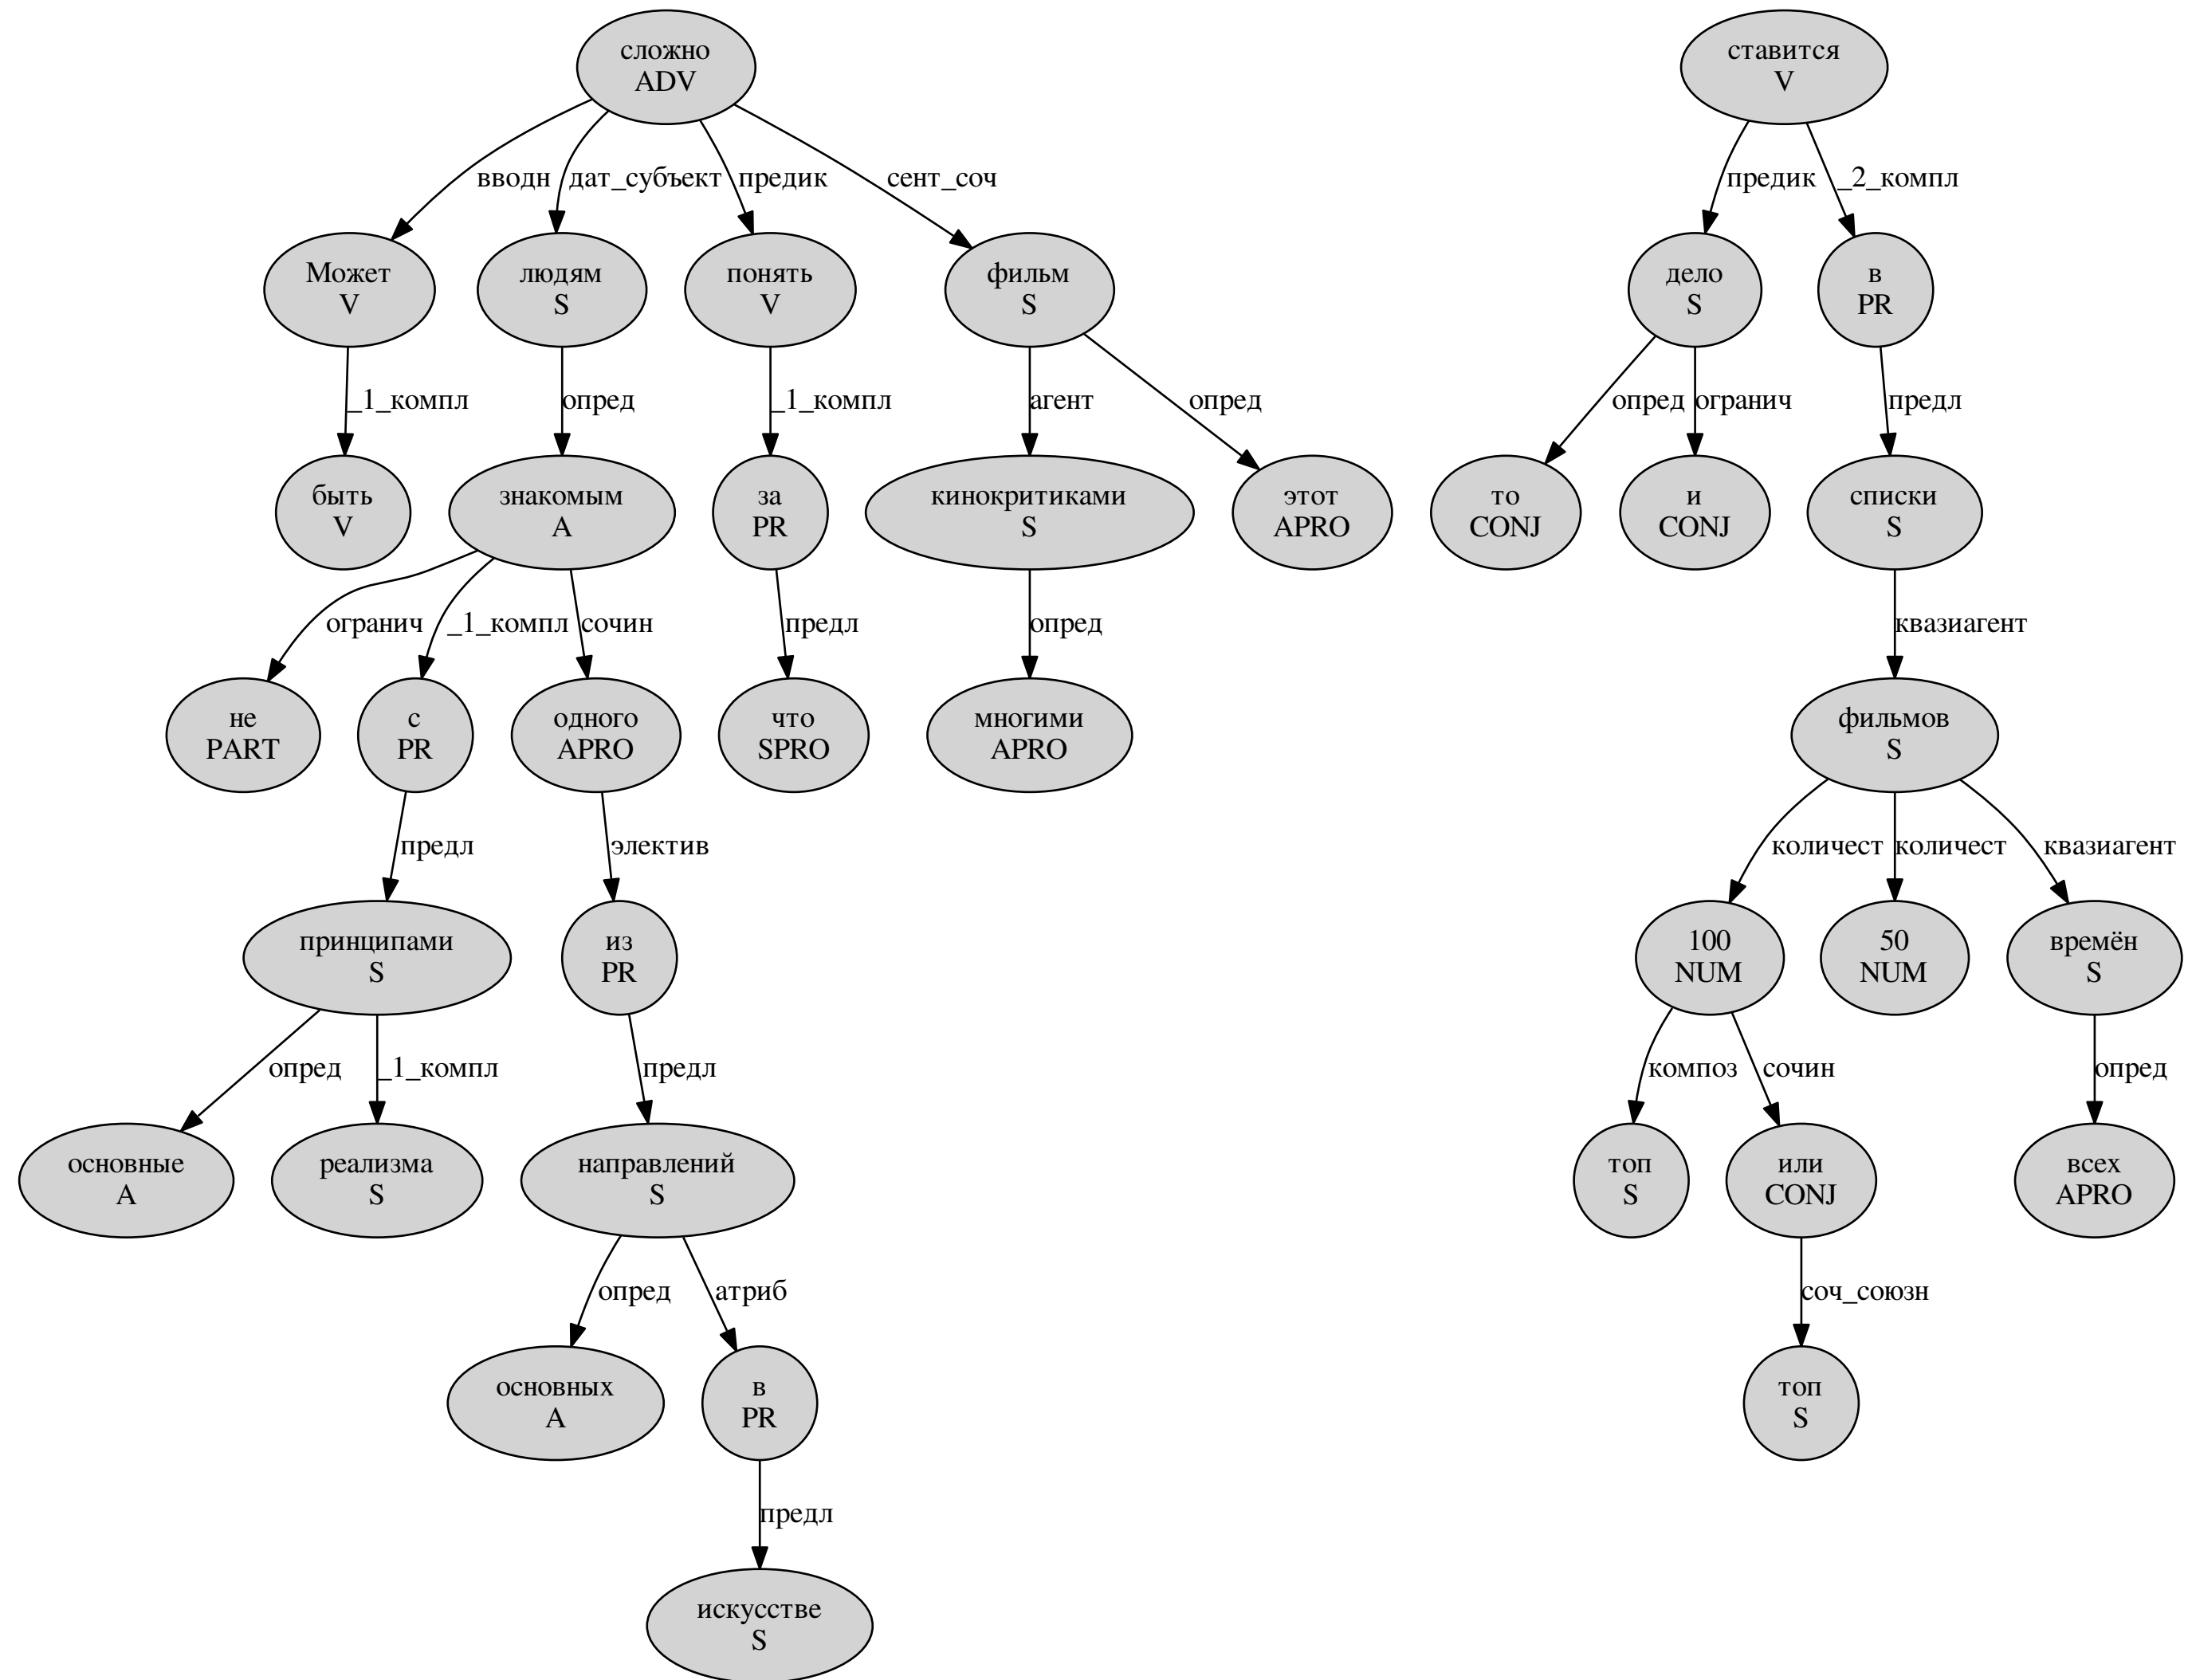 сложно
ADV
ставится
V
вводн
дат_субъект
предик
сент_соч
предик
_2_компл
Может
V
людям
S
понять
V
фильм
S
дело
S
в
PR
_1_компл
опред
_1_компл
агент
опред
опред
огранич
предл
быть
V
знакомым
A
за
PR
кинокритиками
S
этот
APRO
то
CONJ
и
CONJ
списки
S
огранич
_1_компл
сочин
предл
опред
квазиагент
не
PART
с
PR
одного
APRO
что
SPRO
многими
APRO
фильмов
S
предл
электив
количест
количест
квазиагент
принципами
S
из
PR
100
NUM
50
NUM
времён
S
опред
_1_компл
предл
композ
сочин
опред
основные
A
реализма
S
направлений
S
топ
S
или
CONJ
всех
APRO
опред
атриб
соч_союзн
основных
A
в
PR
топ
S
предл
искусстве
S